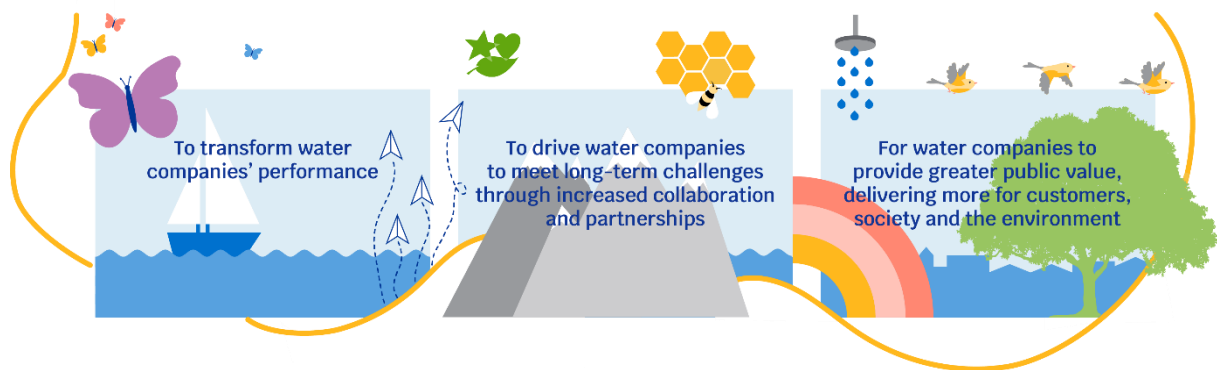 To transform water
companies’ performance
To drive water companies
to meet long-term challenges
through increased collaboration
and partnerships
For water companies to
provide greater public value,
delivering more for customers,
society and the environment